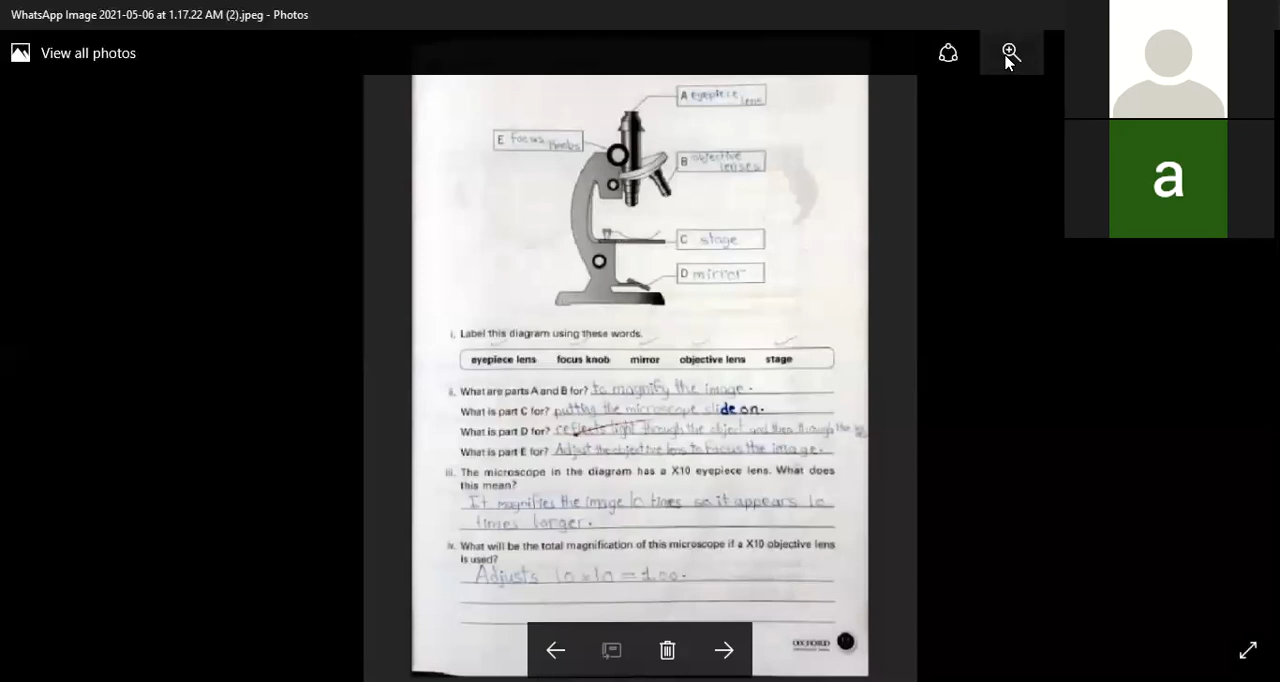 WhatsApp Image 2021-05-06 at 1.17.22 AM (2).jpeg - Photos
View all photos
a
A eyepiece lens
E focus knobs
B objective lenses
C stage
D mirror
i. Label this diagram using these words.
eyepiece lens focus knob mirror objective lens stage
ii. What are parts A and B for? to magnify the image.
What is part C for? putting the microscope slide on.
What is part D for? reflects light through the object and then through the
What is part E for? Adjust the objective lens to focus the image.
iii. The microscope in the diagram has a X10 eyepiece lens. What does
this mean?
It magnifies the image 10 times so it appears 10
times larger.
iv. What will be the total magnification of this microscope if a X10 objective lens
is used?
Adjusts 10 x 10 = 100.
OXFORD